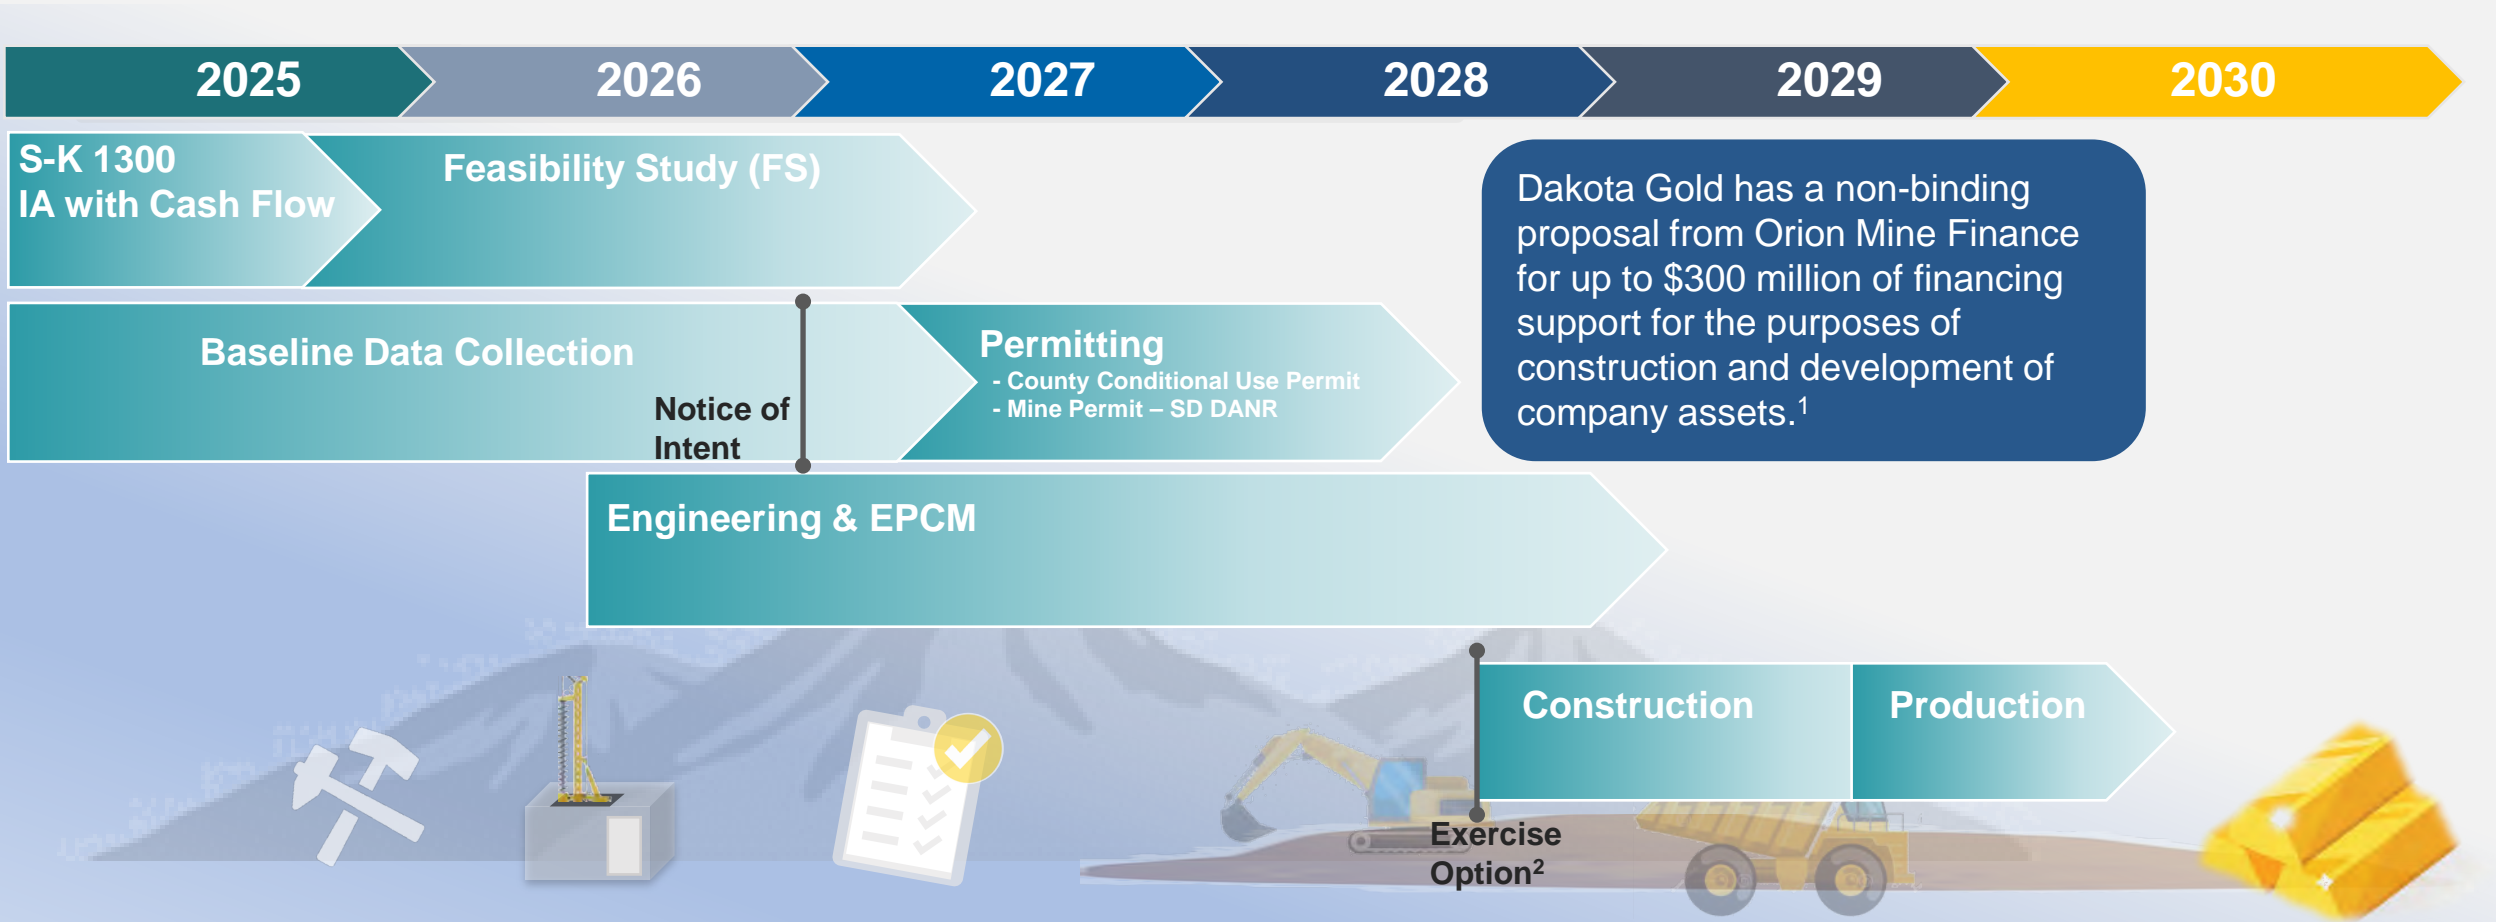 2025 2026 2027 2028 2029 2030
S-K 1300
IA with Cash Flow
Feasibility Study (FS)
Dakota Gold has a non-binding
proposal from Orion Mine Finance
for up to $300 million of financing
support for the purposes of
construction and development of
company assets.¹
Baseline Data Collection
Notice of
Intent
Permitting
- County Conditional Use Permit
- Mine Permit – SD DANR
Engineering & EPCM
Construction
Production
Exercise
Option²